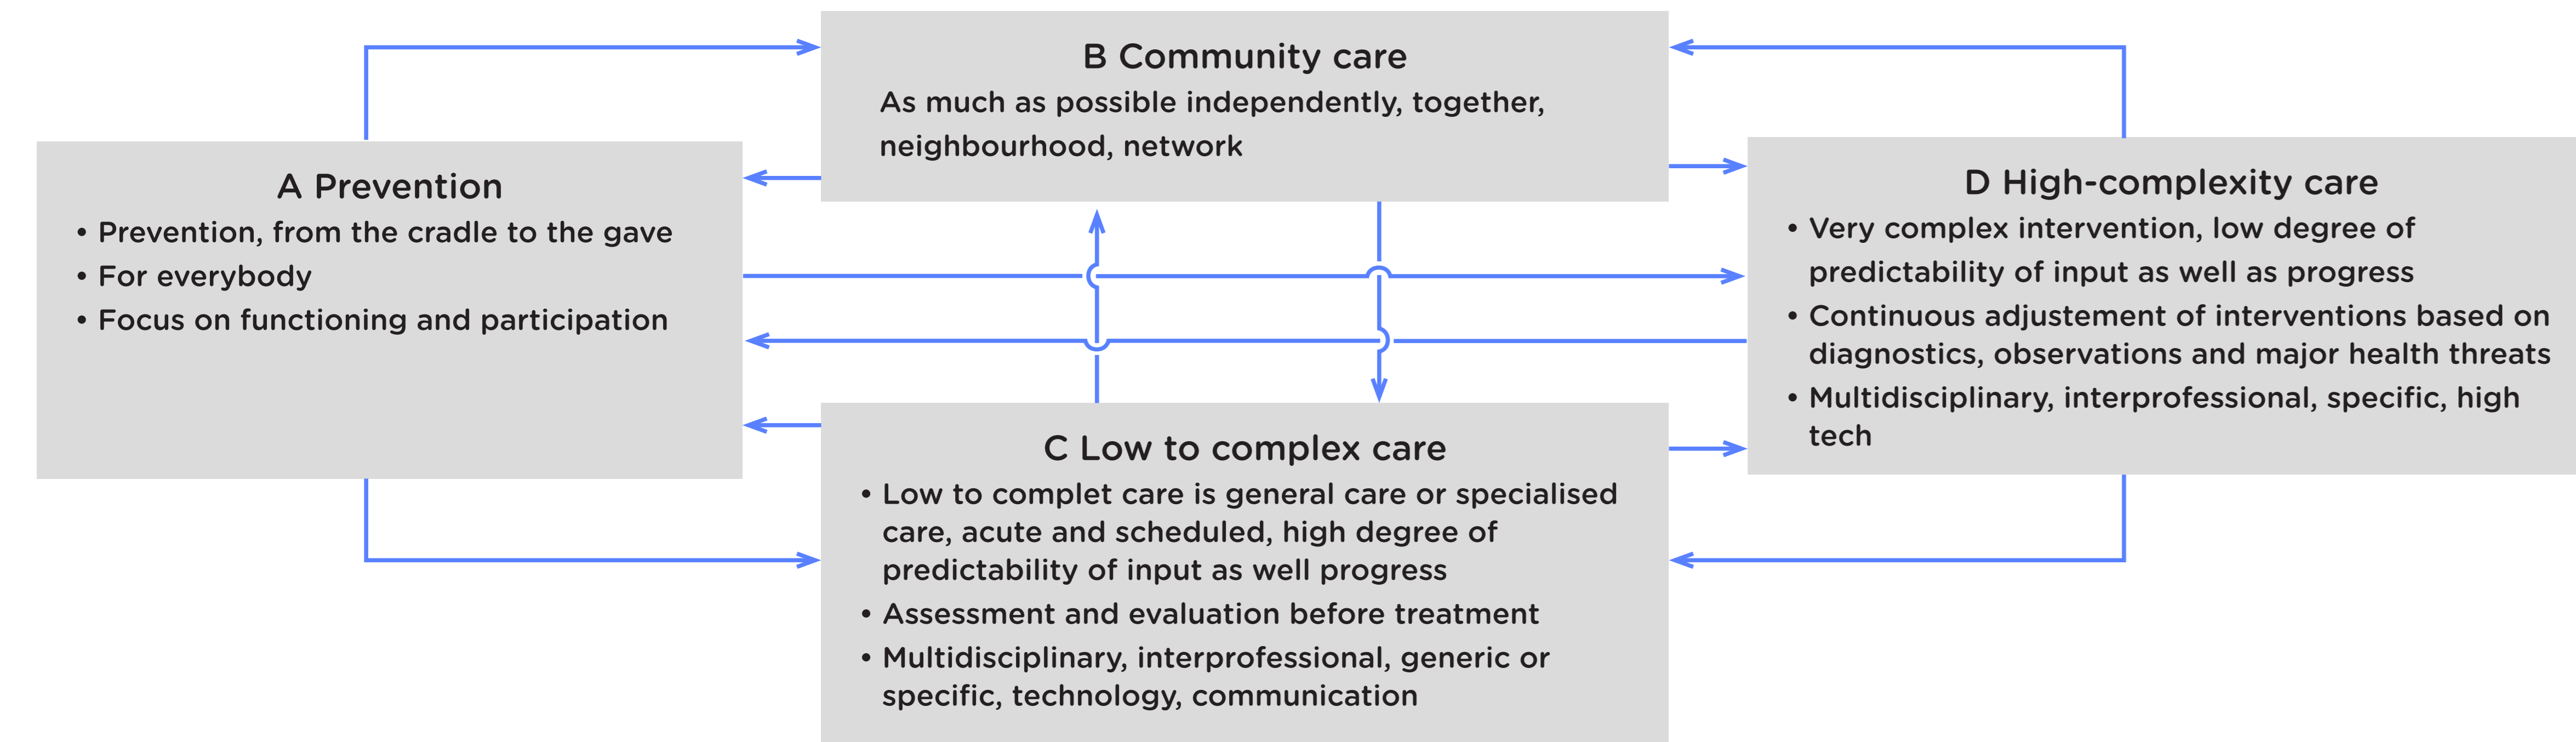 B Community care
As much as possible independently, together,
neighbourhood, network
A Prevention
• Prevention, from the cradle to the gave
• For everybody
• Focus on functioning and participation
D High-complexity care
• Very complex intervention, low degree of
predictability of input as well as progress
• Continuous adjustement of interventions based on
diagnostics, observations and major health threats
• Multidisciplinary, interprofessional, specific, high
tech
C Low to complex care
• Low to complet care is general care or specialised
care, acute and scheduled, high degree of
predictability of input as well progress
• Assessment and evaluation before treatment
• Multidisciplinary, interprofessional, generic or
specific, technology, communication